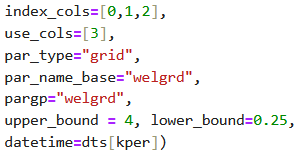 index_cols=[0,1,2],
use_cols=[3],
par_type="grid",
par_name_base="welgrd",
pargp="welgrd",
upper_bound = 4, lower_bound=0.25,
datetime=dts[kper])